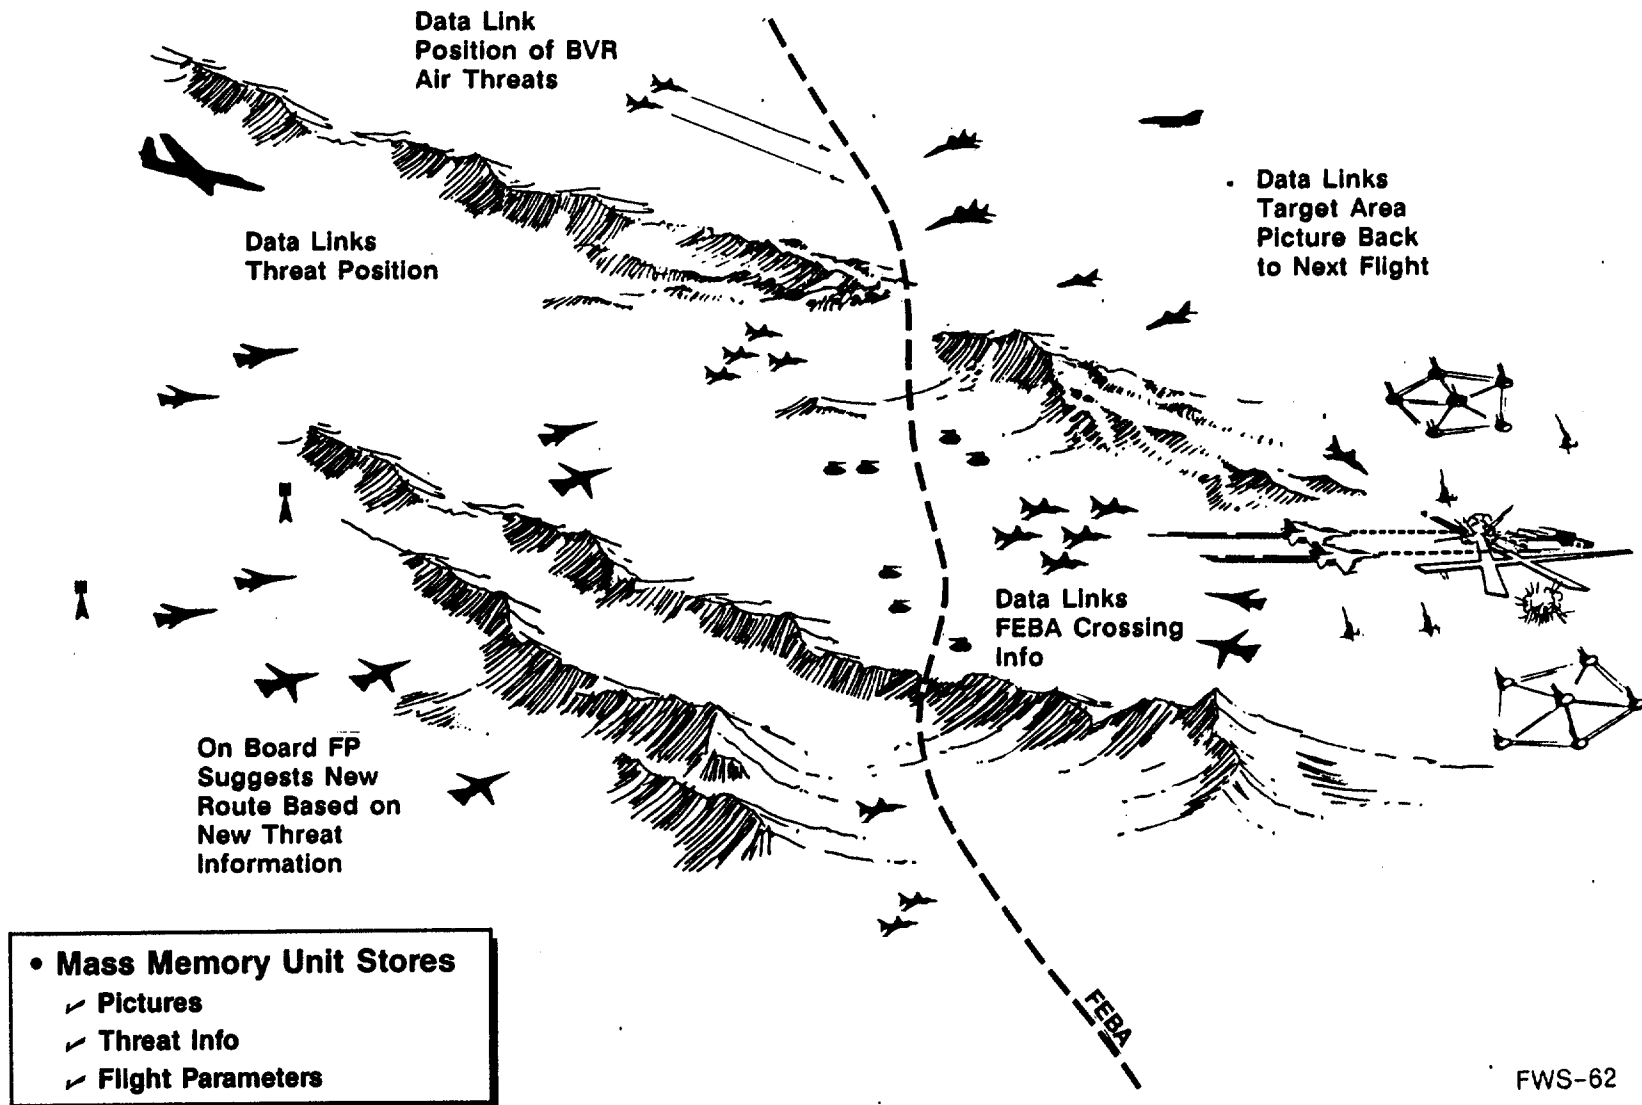 Data Link
Position of BVR
Air Threats
Data Links
Target Area
Picture Back
to Next Flight
Data Links
Threat Position
Data Links
FEBA Crossing
Info
On Board FP
Suggests New
Route Based on
New Threat
Information
• Mass Memory Unit Stores
✓ Pictures
✓ Threat Info
✓ Flight Parameters
FEBA
FWS-62